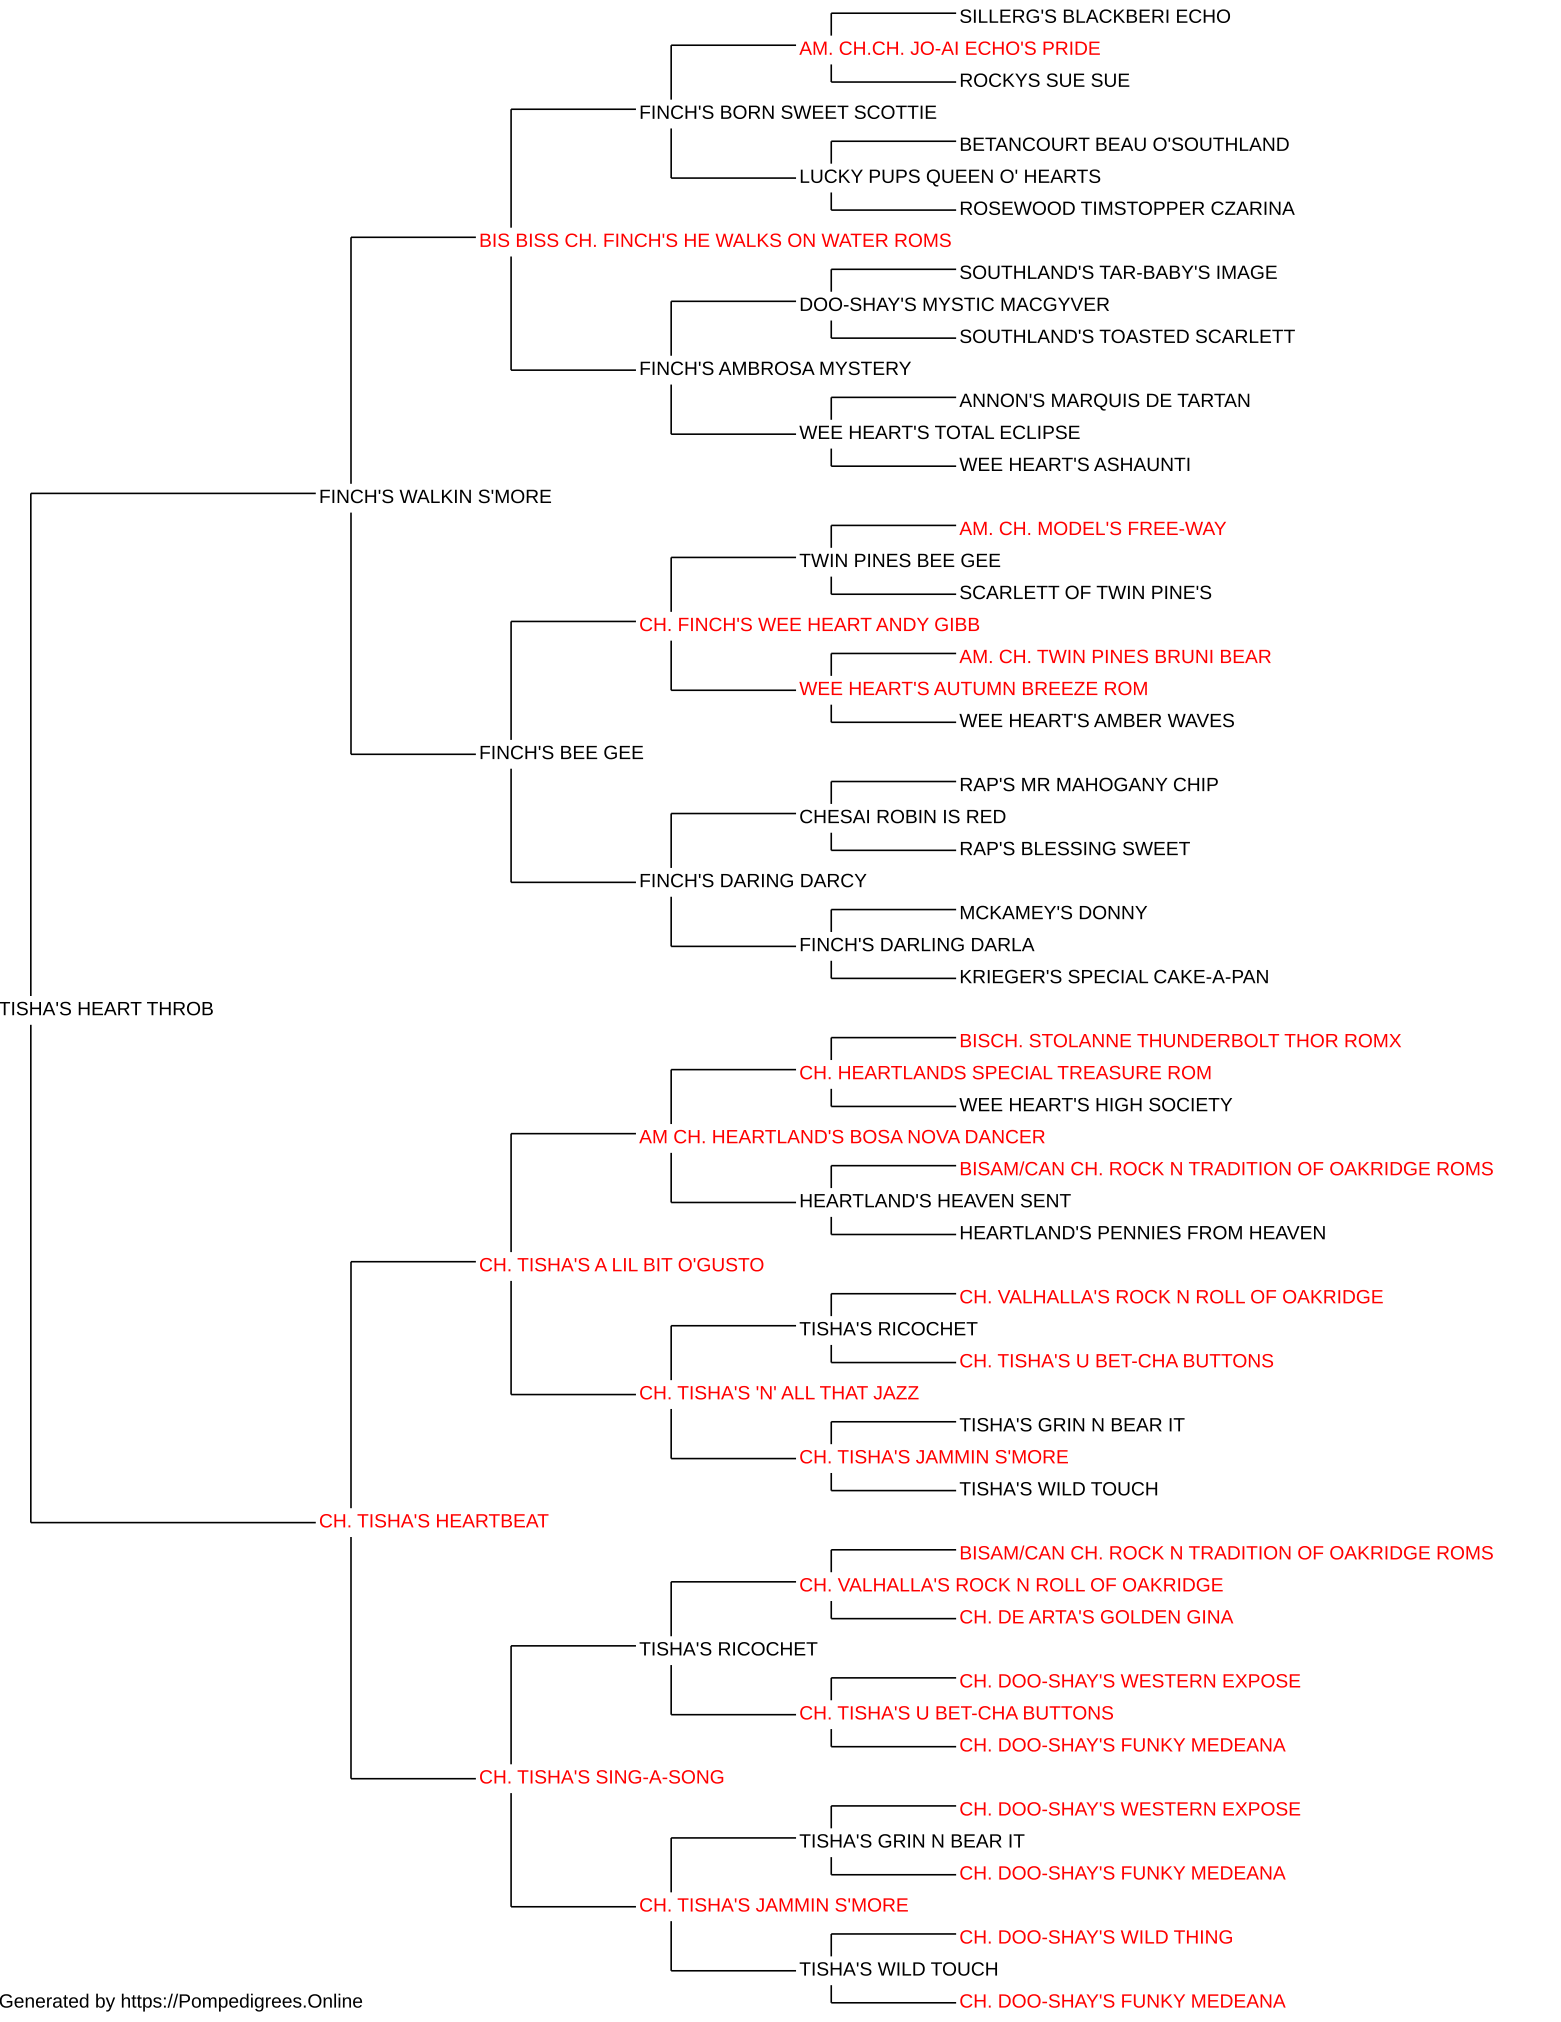 SILLERG'S BLACKBERI ECHO
AM. CH.CH. JO-AI ECHO'S PRIDE
ROCKYS SUE SUE
FINCH'S BORN SWEET SCOTTIE
BETANCOURT BEAU O'SOUTHLAND
LUCKY PUPS QUEEN O' HEARTS
ROSEWOOD TIMSTOPPER CZARINA
BIS BISS CH. FINCH'S HE WALKS ON WATER ROMS
SOUTHLAND'S TAR-BABY'S IMAGE
DOO-SHAY'S MYSTIC MACGYVER
SOUTHLAND'S TOASTED SCARLETT
FINCH'S AMBROSA MYSTERY
ANNON'S MARQUIS DE TARTAN
WEE HEART'S TOTAL ECLIPSE
WEE HEART'S ASHAUNTI
FINCH'S WALKIN S'MORE
AM. CH. MODEL'S FREE-WAY
TWIN PINES BEE GEE
SCARLETT OF TWIN PINE'S
CH. FINCH'S WEE HEART ANDY GIBB
AM. CH. TWIN PINES BRUNI BEAR
WEE HEART'S AUTUMN BREEZE ROM
WEE HEART'S AMBER WAVES
FINCH'S BEE GEE
RAP'S MR MAHOGANY CHIP
CHESAI ROBIN IS RED
RAP'S BLESSING SWEET
FINCH'S DARING DARCY
MCKAMEY'S DONNY
FINCH'S DARLING DARLA
KRIEGER'S SPECIAL CAKE-A-PAN
TISHA'S HEART THROB
BISCH. STOLANNE THUNDERBOLT THOR ROMX
CH. HEARTLANDS SPECIAL TREASURE ROM
WEE HEART'S HIGH SOCIETY
AM CH. HEARTLAND'S BOSA NOVA DANCER
BISAM/CAN CH. ROCK N TRADITION OF OAKRIDGE ROMS
HEARTLAND'S HEAVEN SENT
HEARTLAND'S PENNIES FROM HEAVEN
CH. TISHA'S A LIL BIT O'GUSTO
CH. VALHALLA'S ROCK N ROLL OF OAKRIDGE
TISHA'S RICOCHET
CH. TISHA'S U BET-CHA BUTTONS
CH. TISHA'S 'N' ALL THAT JAZZ
TISHA'S GRIN N BEAR IT
CH. TISHA'S JAMMIN S'MORE
TISHA'S WILD TOUCH
CH. TISHA'S HEARTBEAT
BISAM/CAN CH. ROCK N TRADITION OF OAKRIDGE ROMS
CH. VALHALLA'S ROCK N ROLL OF OAKRIDGE
CH. DE ARTA'S GOLDEN GINA
TISHA'S RICOCHET
CH. DOO-SHAY'S WESTERN EXPOSE
CH. TISHA'S U BET-CHA BUTTONS
CH. DOO-SHAY'S FUNKY MEDEANA
CH. TISHA'S SING-A-SONG
CH. DOO-SHAY'S WESTERN EXPOSE
TISHA'S GRIN N BEAR IT
CH. DOO-SHAY'S FUNKY MEDEANA
CH. TISHA'S JAMMIN S'MORE
CH. DOO-SHAY'S WILD THING
TISHA'S WILD TOUCH
CH. DOO-SHAY'S FUNKY MEDEANA
Generated by https://Pompedigrees.Online